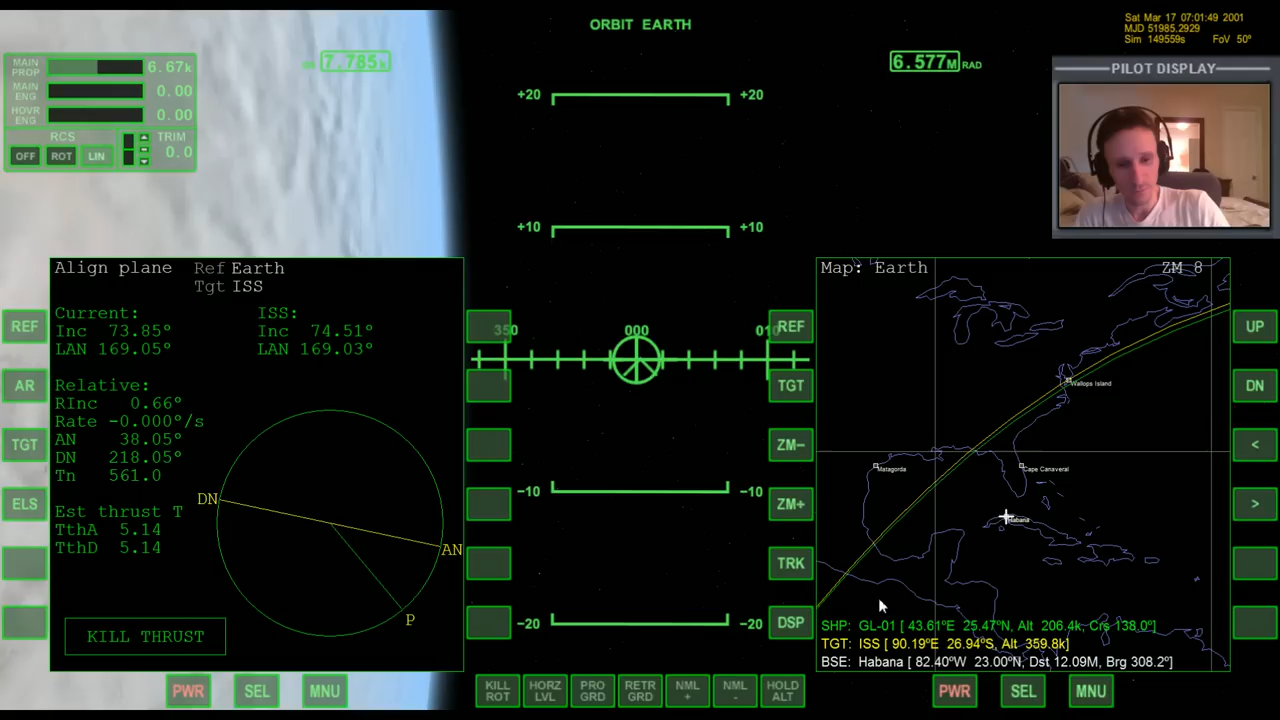 ORBIT EARTH
Sat Mar 17 07:01:49 2001
MJD 51985.2929
Sim 149559s FoV 50°
MAIN PROP 6.67k
MAIN ENG 0.00
HOVR ENG 0.00
RCS
TRIM
0.0
OFF ROT LIN
7.785k
6.577M RAD
PILOT DISPLAY
+20 +20
+10 +10
350 000 010
-10 -10
-20 -20
Align plane Ref Earth
Tgt ISS
Current: ISS:
Inc 73.85° Inc 74.51°
LAN 169.05° LAN 169.03°
Relative:
RInc 0.66°
Rate -0.000°/s
AN 38.05°
DN 218.05°
Tn 561.0
Est thrust T
TthA 5.14
TthD 5.14
DN
AN
P
KILL THRUST
REF
AR
TGT
ELS
PWR SEL MNU
KILL ROT
HORZ LVL
PRO GRD
RETR GRD
NML +
NML -
HOLD ALT
REF
TGT
ZM-
ZM+
TRK
DSP
Map: Earth ZM 8
Wallops Island
Matagorda
Cape Canaveral
Habana
SHP: GL-01 [ 43.61ºE 25.47ºN, Alt 206.4k, Crs 138.0º]
TGT: ISS [ 90.19ºE 26.94ºS, Alt 359.8k]
BSE: Habana [ 82.40ºW 23.00ºN, Dst 12.09M, Brg 308.2º]
UP
DN
<
>
PWR SEL MNU